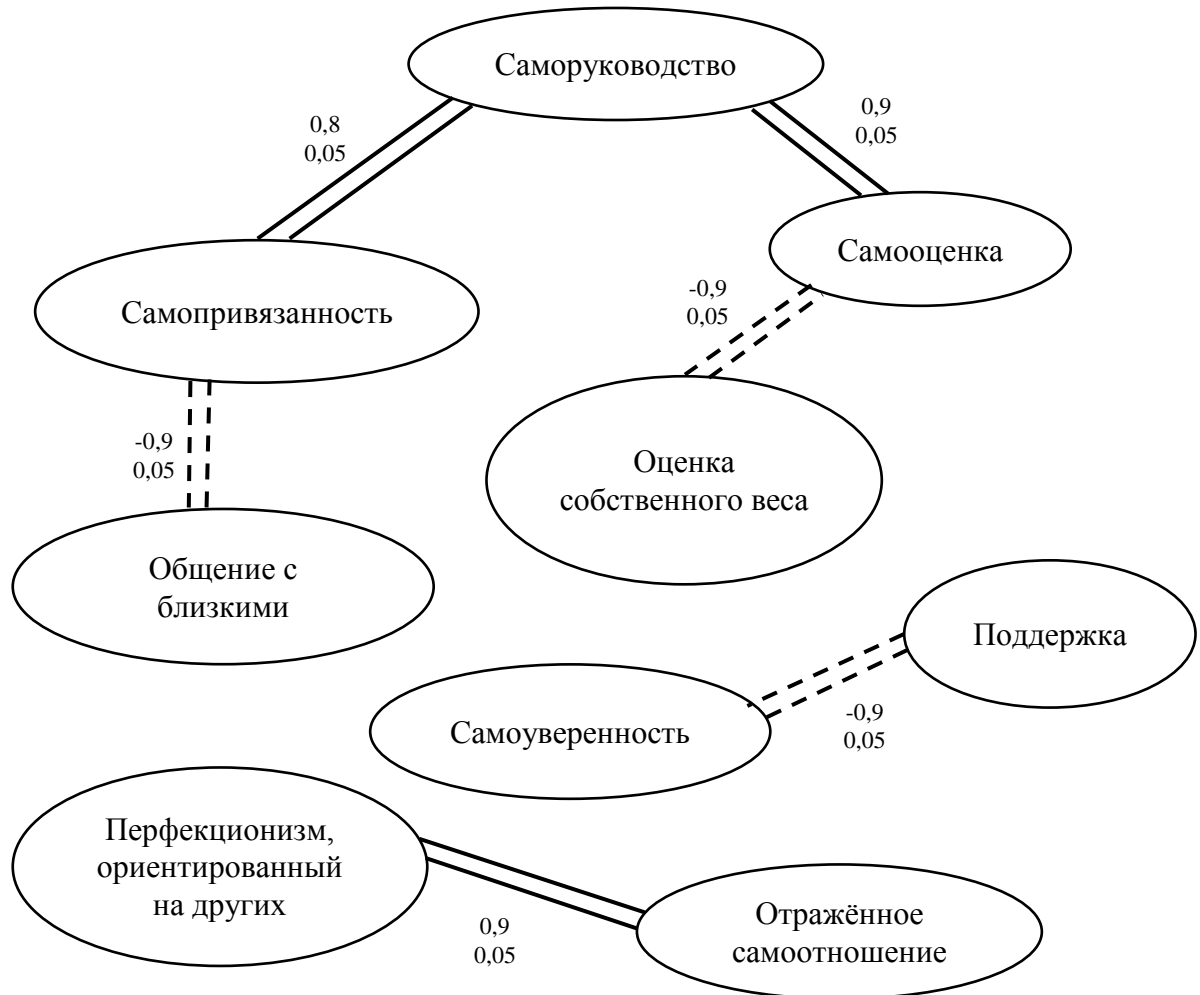 Саморуководство
0,8
0,05
0,9
0,05
Самооценка
Самопривязанность
-0,9
0,05
-0,9
0,05
Оценка
собственного веса
Общение с
близкими
Поддержка
Самоуверенность
-0,9
0,05
Перфекционизм,
ориентированный
на других
0,9
0,05
Отражённое
самоотношение